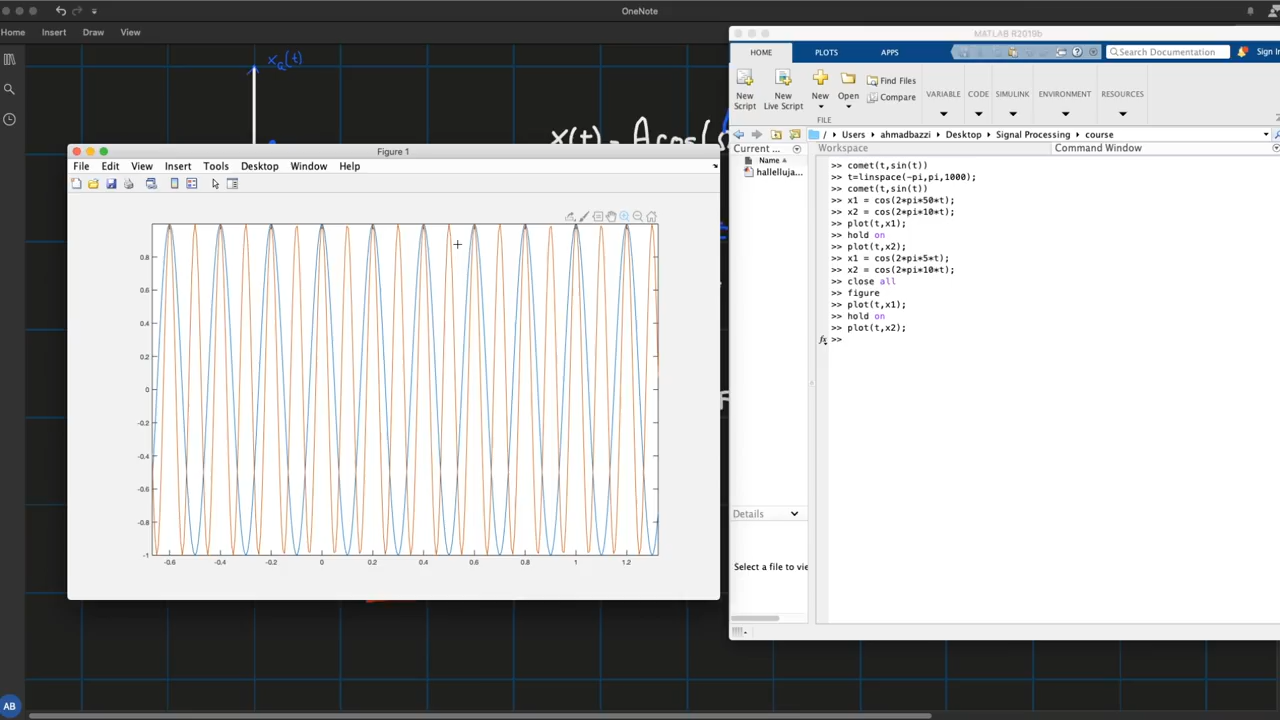 OneNote
Home Insert Draw View
x_a(t)
x(t) = A cos(
Figure 1
File Edit View Insert Tools Desktop Window Help
0.8
0.6
0.4
0.2
0
-0.2
-0.4
-0.6
-0.8
-1
-0.6 -0.4 -0.2 0 0.2 0.4 0.6 0.8 1 1.2
MATLAB R2019b
HOME PLOTS APPS
Search Documentation
Sign In
New Script
New Live Script
New
Open
Find Files
Compare
FILE
VARIABLE
CODE
SIMULINK
ENVIRONMENT
RESOURCES
/ Users ahmadbazzi Desktop Signal Processing course
Current ...
Name
hallelluja...
Details
Select a file to vie
Workspace
Command Window
>> comet(t,sin(t))
>> t=linspace(-pi,pi,1000);
>> comet(t,sin(t))
>> x1 = cos(2*pi*50*t);
>> x2 = cos(2*pi*10*t);
>> plot(t,x1);
>> hold on
>> plot(t,x2);
>> x1 = cos(2*pi*5*t);
>> x2 = cos(2*pi*10*t);
>> close all
>> figure
>> plot(t,x1);
>> hold on
>> plot(t,x2);
fx >>
AB